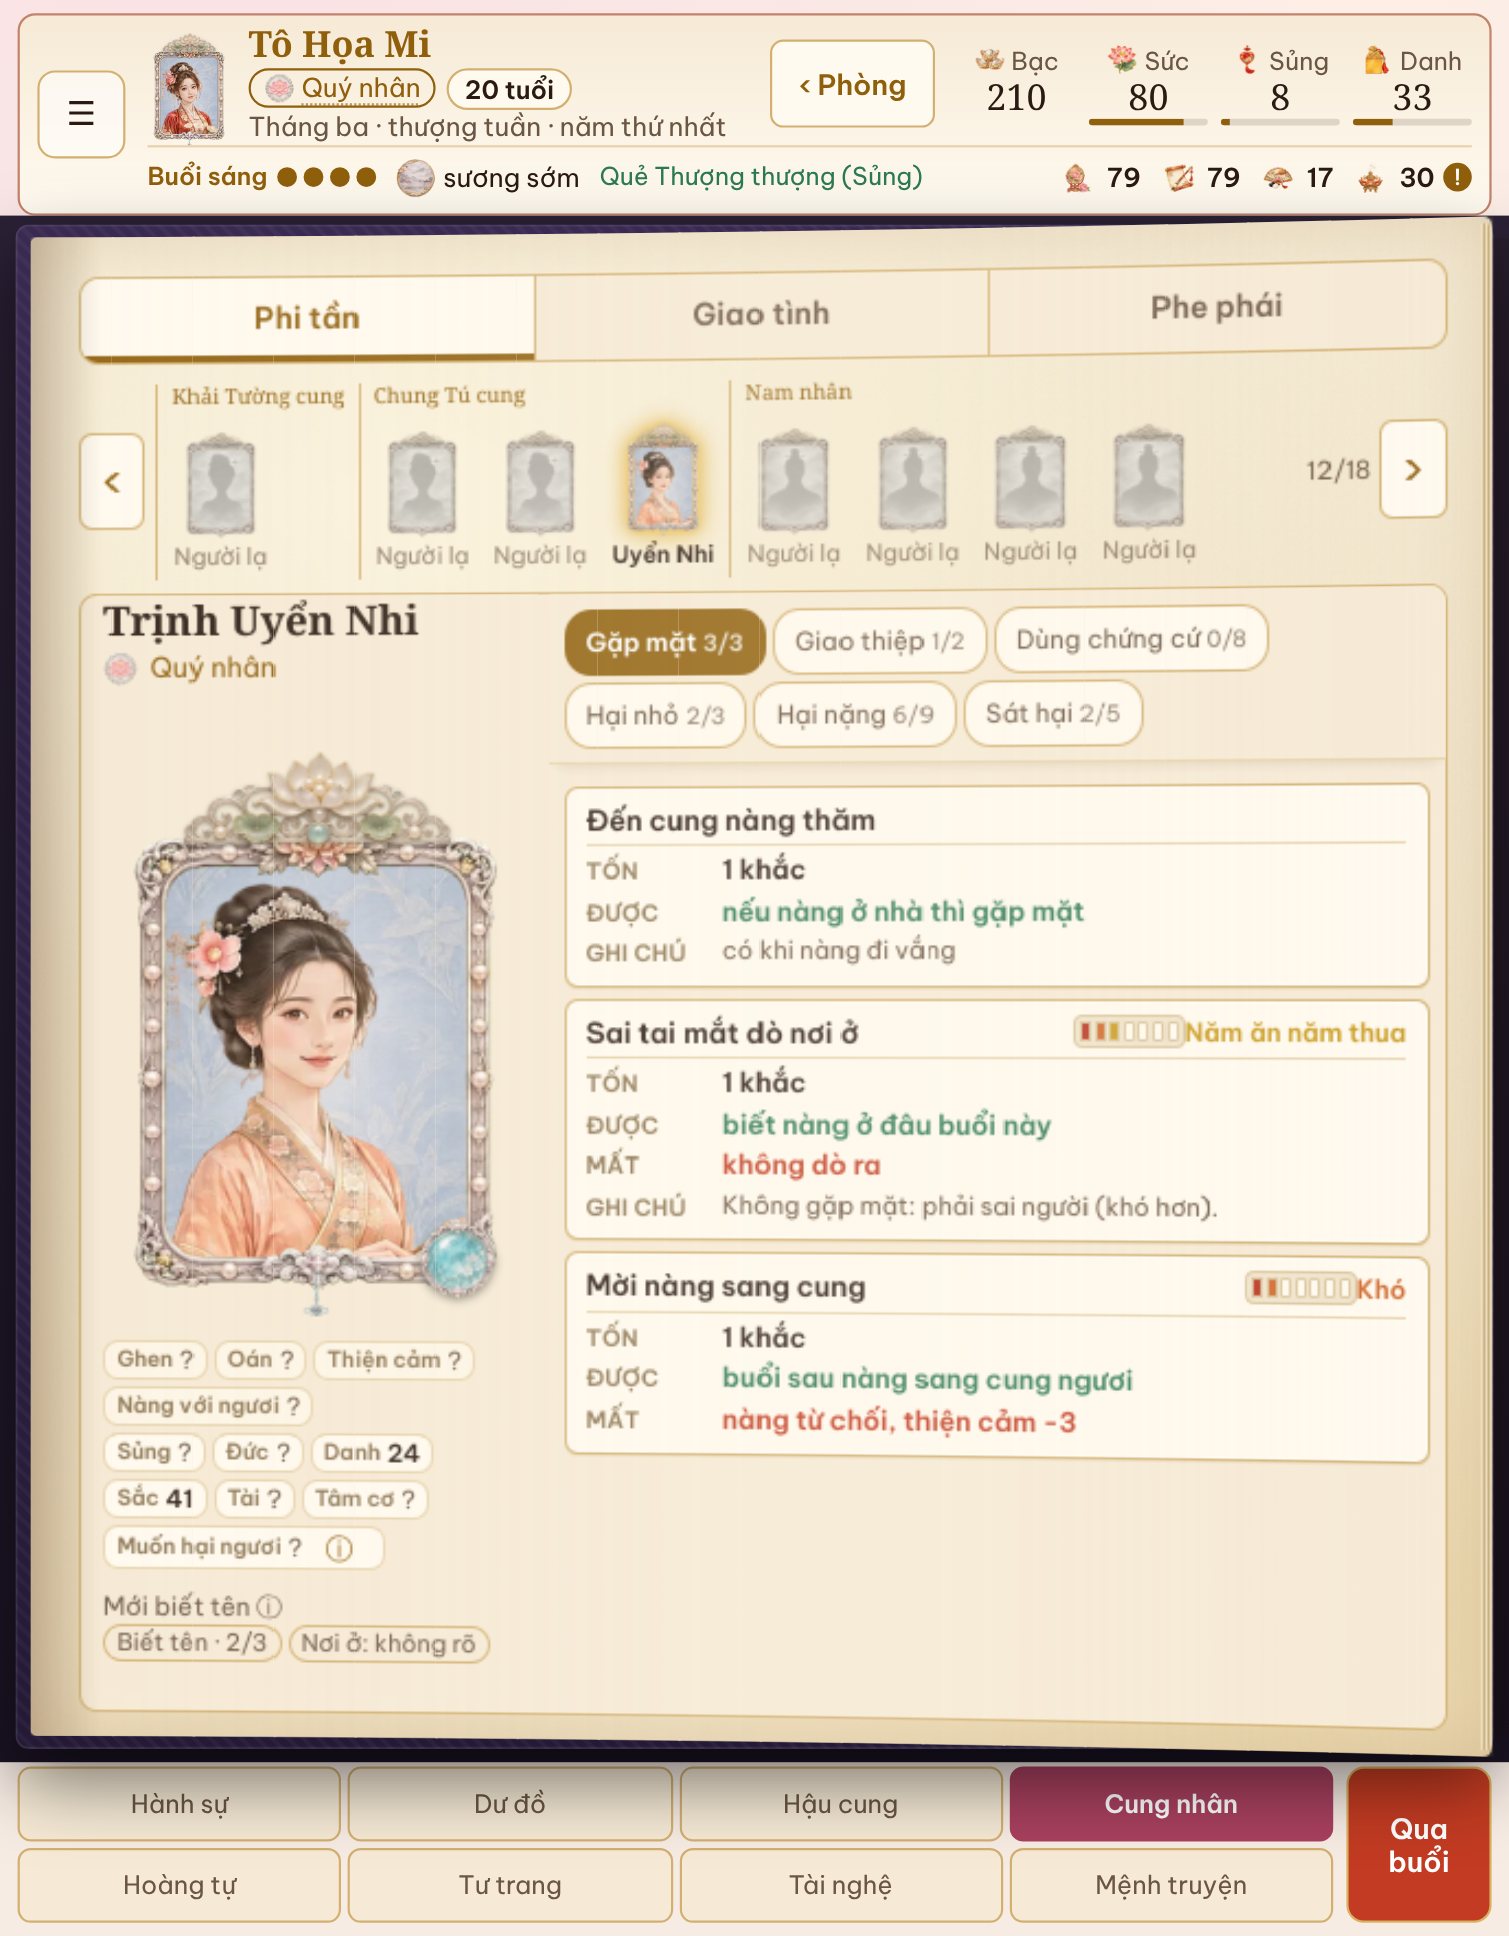 ☰
Tô Họa Mi
Quý nhân
20 tuổi
Tháng ba · thượng tuần · năm thứ nhất
‹ Phòng
Bạc
210
Sức
80
Sủng
8
Danh
33
Buổi sáng
sương sớm
Quẻ Thượng thượng (Sủng)
79
79
17
30
!
Phi tần
Giao tình
Phe phái
Khải Tường cung
Chung Tú cung
Nam nhân
‹
Người lạ
Người lạ
Người lạ
Uyển Nhi
Người lạ
Người lạ
Người lạ
Người lạ
12/18
›
Trịnh Uyển Nhi
Quý nhân
Gặp mặt 3/3
Giao thiệp 1/2
Dùng chứng cứ 0/8
Hại nhỏ 2/3
Hại nặng 6/9
Sát hại 2/5
Đến cung nàng thăm
TỐN 1 khắc
ĐƯỢC nếu nàng ở nhà thì gặp mặt
GHI CHÚ có khi nàng đi vắng
Sai tai mắt dò nơi ở
Năm ăn năm thua
TỐN 1 khắc
ĐƯỢC biết nàng ở đâu buổi này
MẤT không dò ra
GHI CHÚ Không gặp mặt: phải sai người (khó hơn).
Mời nàng sang cung
Khó
TỐN 1 khắc
ĐƯỢC buổi sau nàng sang cung ngươi
MẤT nàng từ chối, thiện cảm -3
Ghen ? Oán ? Thiện cảm ?
Nàng với ngươi ?
Sủng ? Đức ? Danh 24
Sắc 41 Tài ? Tâm cơ ?
Muốn hại ngươi ? ⓘ
Mới biết tên ⓘ
Biết tên · 2/3 Nơi ở: không rõ
Hành sự
Dư đồ
Hậu cung
Cung nhân
Qua buổi
Hoàng tự
Tư trang
Tài nghệ
Mệnh truyện